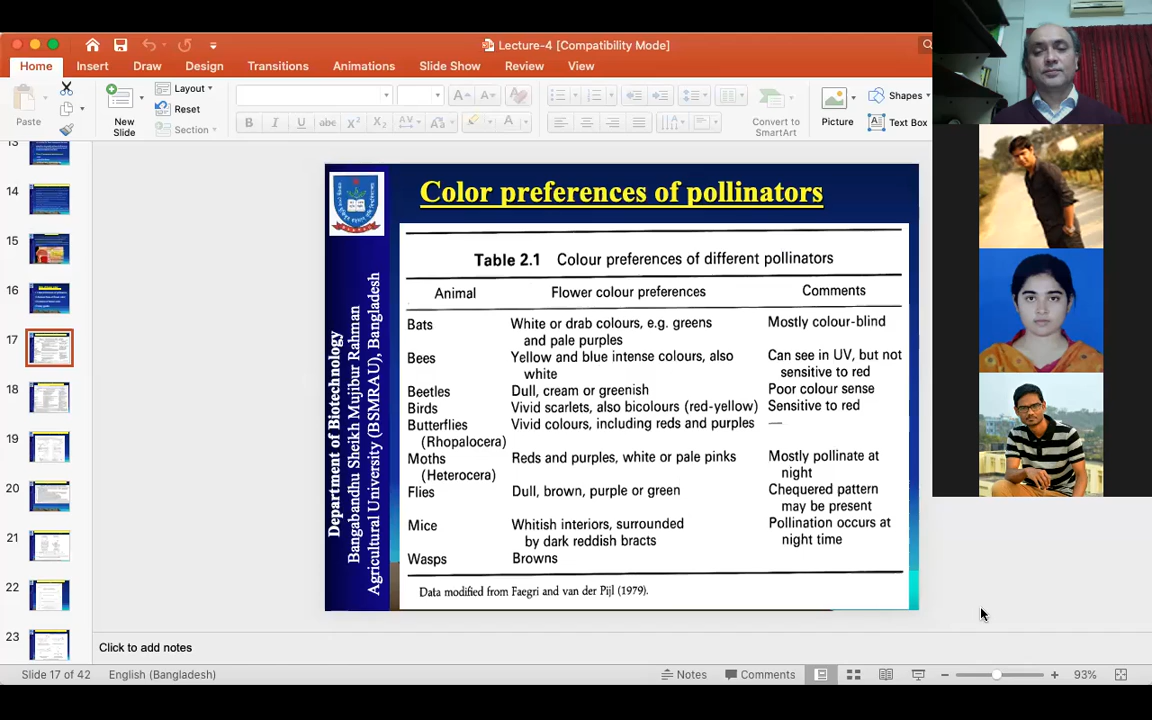 Lecture-4 [Compatibility Mode]
Home Insert Draw Design Transitions Animations Slide Show Review View
Paste
New Slide
Layout
Reset
Section
B I U abc X² X₂ AV Aa
A A A
Convert to SmartArt
Picture
Shapes
Text Box
13
14
15
16
17
18
19
20
21
22
23
Department of Biotechnology
Bangabandhu Sheikh Mujibur Rahman
Agricultural University (BSMRAU), Bangladesh
Color preferences of pollinators
Table 2.1 Colour preferences of different pollinators
Animal Flower colour preferences Comments
Bats White or drab colours, e.g. greens Mostly colour-blind
and pale purples
Bees Yellow and blue intense colours, also Can see in UV, but not
white sensitive to red
Beetles Dull, cream or greenish Poor colour sense
Birds Vivid scarlets, also bicolours (red-yellow) Sensitive to red
Butterflies Vivid colours, including reds and purples —
(Rhopalocera)
Moths Reds and purples, white or pale pinks Mostly pollinate at
(Heterocera) night
Flies Dull, brown, purple or green Chequered pattern
may be present
Mice Whitish interiors, surrounded Pollination occurs at
by dark reddish bracts night time
Wasps Browns
Data modified from Faegri and van der Pijl (1979).
Click to add notes
Slide 17 of 42 English (Bangladesh) Notes Comments 93%